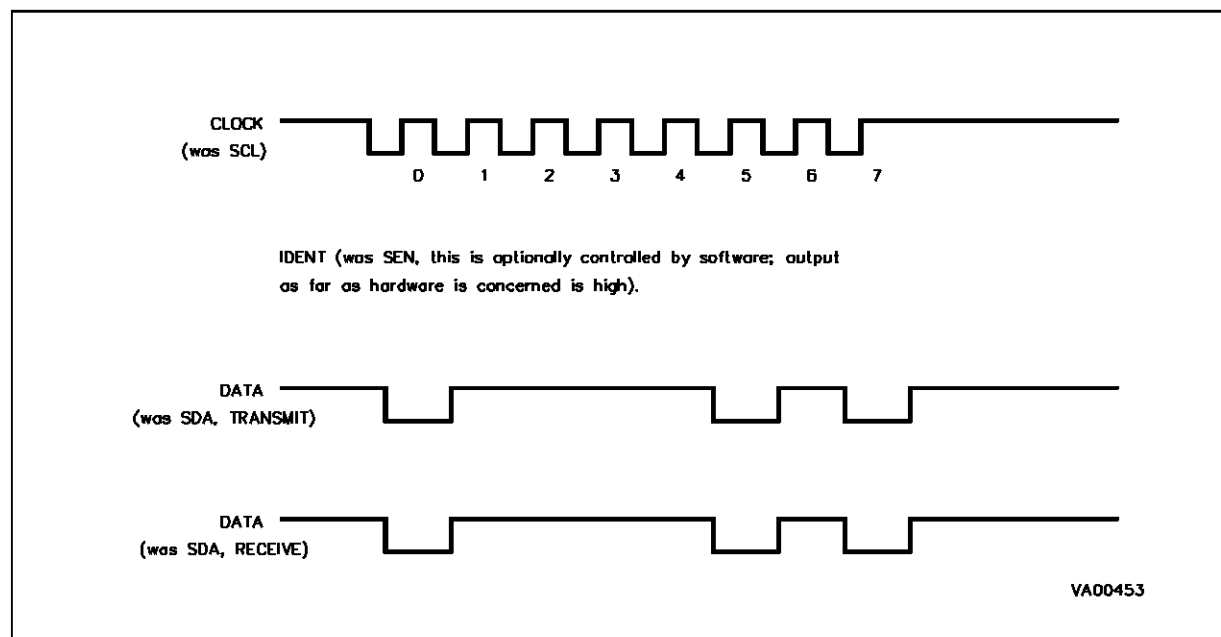 CLOCK
(was SCL)
0 1 2 3 4 5 6 7
IDENT (was SEN, this is optionally controlled by software; output
as far as hardware is concerned is high).
DATA
(was SDA, TRANSMIT)
DATA
(was SDA, RECEIVE)
VA00453